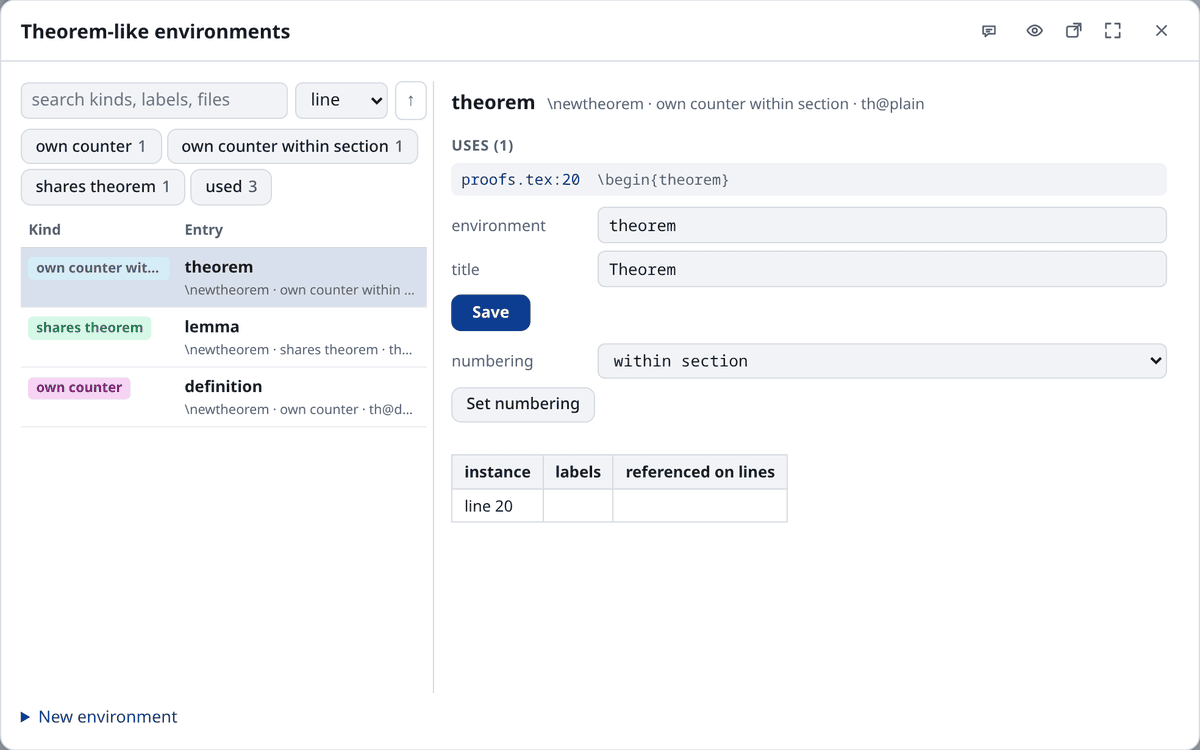 Theorem-like environments
search kinds, labels, files
line
↑
own counter 1
own counter within section 1
shares theorem 1
used 3
Kind Entry
own counter wit... theorem
\newtheorem · own counter within ...
shares theorem lemma
\newtheorem · shares theorem · th...
own counter definition
\newtheorem · own counter · th@d...
New environment
theorem \newtheorem · own counter within section · th@plain
USES (1)
proofs.tex:20 \begin{theorem}
environment theorem
title Theorem
Save
numbering within section
Set numbering
instance labels referenced on lines
line 20